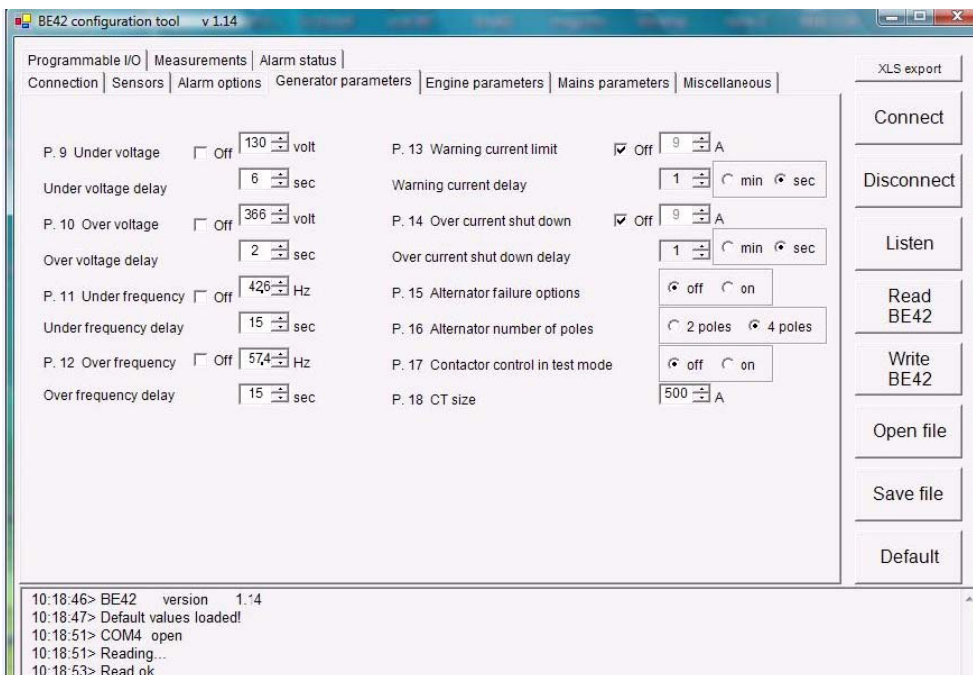 BE42 configuration tool v 1.14
Programmable I/O Measurements Alarm status
Connection Sensors Alarm options Generator parameters Engine parameters Mains parameters Miscellaneous
P. 9 Under voltage Off 130 volt
Under voltage delay 6 sec
P. 10 Over voltage Off 366 volt
Over voltage delay 2 sec
P. 11 Under frequency Off 42,6 Hz
Under frequency delay 15 sec
P. 12 Over frequency Off 57,4 Hz
Over frequency delay 15 sec
P. 13 Warning current limit Off 9 A
Warning current delay 1 min sec
P. 14 Over current shut down Off 9 A
Over current shut down delay 1 min sec
P. 15 Alternator failure options off on
P. 16 Alternator number of poles 2 poles 4 poles
P. 17 Contactor control in test mode off on
P. 18 CT size 500 A
XLS export
Connect
Disconnect
Listen
Read
BE42
Write
BE42
Open file
Save file
Default
10:18:46> BE42 version 1.14
10:18:47> Default values loaded!
10:18:51> COM4 open
10:18:51> Reading...
10:18:53> Read ok